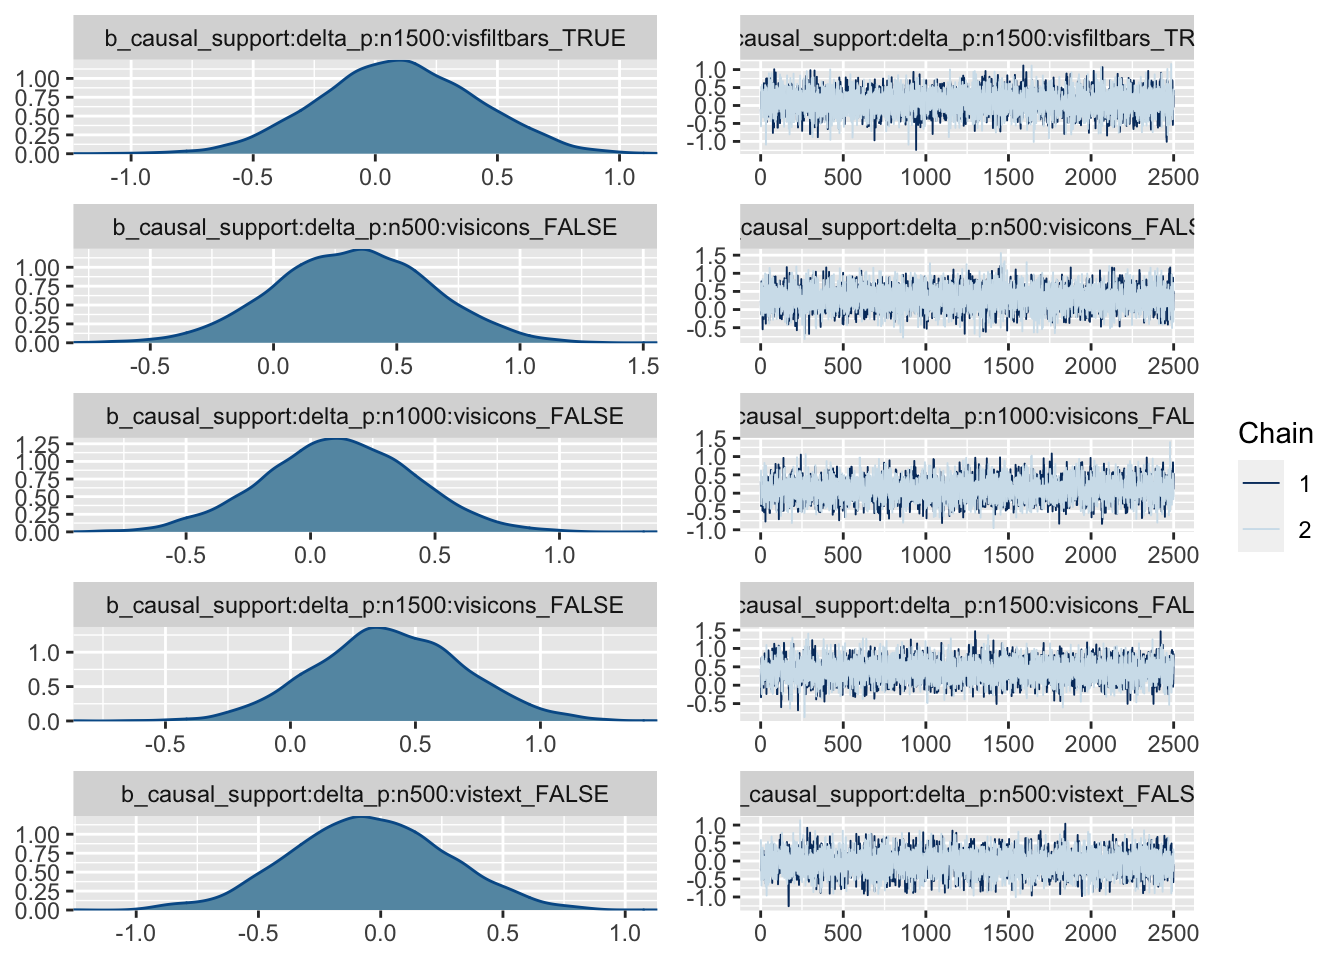 b_causal_support:delta_p:n1500:visfiltbars_TRUE
1.00
0.75
0.50
0.25
0.00
-1.0 -0.5 0.0 0.5 1.0
causal_support:delta_p:n1500:visfiltbars_TR
1.0
0.5
0.0
-0.5
-1.0
0 500 1000 1500 2000 2500
b_causal_support:delta_p:n500:visicons_FALSE
1.00
0.75
0.50
0.25
0.00
-0.5 0.0 0.5 1.0 1.5
_causal_support:delta_p:n500:visicons_FALS
1.5
1.0
0.5
0.0
-0.5
0 500 1000 1500 2000 2500
b_causal_support:delta_p:n1000:visicons_FALSE
1.25
1.00
0.75
0.50
0.25
0.00
-0.5 0.0 0.5 1.0
causal_support:delta_p:n1000:visicons_FAL
1.5
1.0
0.5
0.0
-0.5
-1.0
0 500 1000 1500 2000 2500
b_causal_support:delta_p:n1500:visicons_FALSE
1.0
0.5
0.0
-0.5 0.0 0.5 1.0
causal_support:delta_p:n1500:visicons_FAL
1.5
1.0
0.5
0.0
-0.5
0 500 1000 1500 2000 2500
b_causal_support:delta_p:n500:vistext_FALSE
1.00
0.75
0.50
0.25
0.00
-1.0 -0.5 0.0 0.5 1.0
_causal_support:delta_p:n500:vistext_FALS
1.0
0.5
0.0
-0.5
-1.0
0 500 1000 1500 2000 2500
Chain
1
2